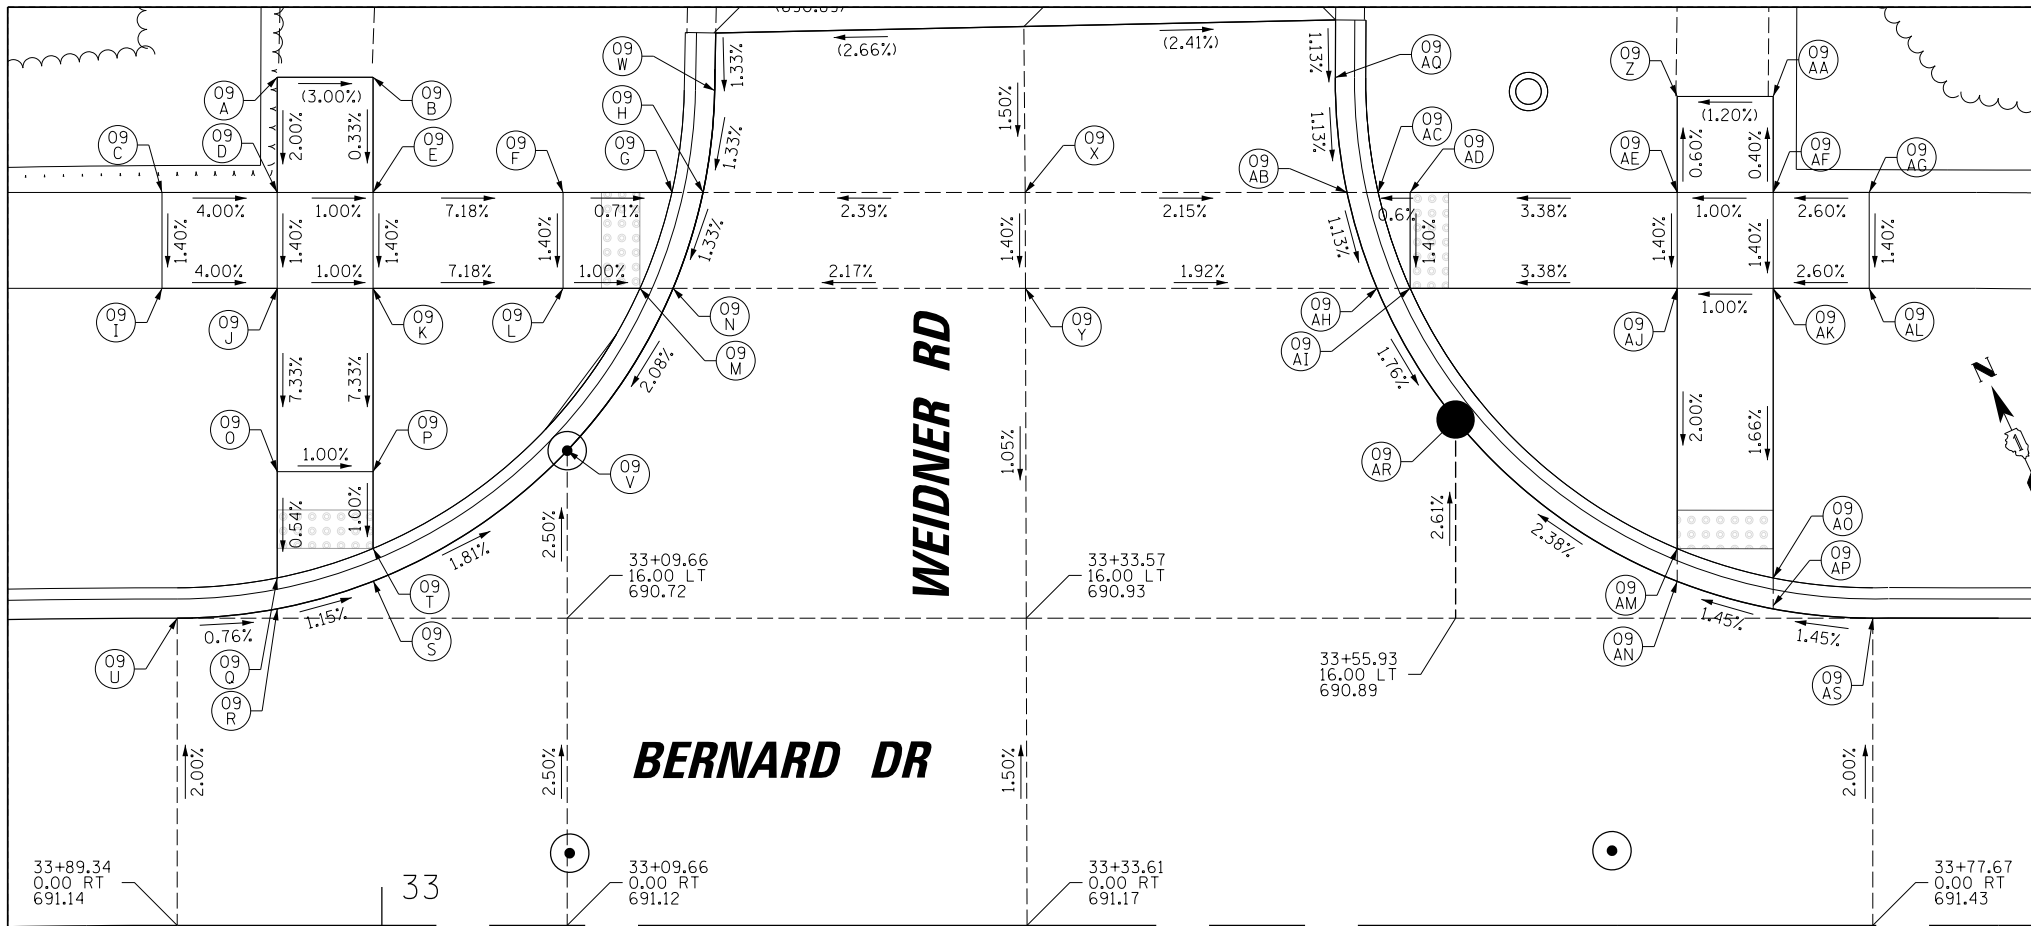 (2.66%)
(2.41%)
1.33%
1.13%
1.50%
09
W
09
AQ
09
Z
09
AA
09
A
(3.00%)
09
B
09
H
(1.20%)
2.00%
0.33%
1.33%
1.13%
0.60%
0.40%
09
C
09
D
09
E
09
F
09
G
09
X
09
AB
09
AC
09
AD
09
AE
09
AF
09
AG
4.00%
1.00%
7.18%
0.71%
2.39%
2.15%
0.6%
3.38%
1.00%
2.60%
1.40%
1.40%
1.40%
1.40%
1.33%
1.40%
1.13%
1.40%
1.40%
1.40%
1.40%
4.00%
1.00%
7.18%
1.00%
2.17%
1.92%
3.38%
1.00%
2.60%
09
I
09
J
09
K
09
L
09
N
09
M
09
Y
09
AH
09
AI
09
AJ
09
AK
09
AL
7.33%
7.33%
2.08%
WEIDNER RD
1.76%
2.00%
1.66%
N
09
O
09
P
1.00%
09
V
1.05%
09
AR
0.54%
1.00%
2.50%
1.81%
2.61%
2.38%
09
AO
09
AP
33+09.66
16.00 LT
690.72
33+33.57
16.00 LT
690.93
09
T
09
S
1.15%
0.76%
09
U
09
Q
09
R
33+55.93
16.00 LT
690.89
09
AM
09
AN
1.45%
1.45%
09
AS
2.00%
2.50%
BERNARD DR
1.50%
2.00%
33+89.34
0.00 RT
691.14
33
33+09.66
0.00 RT
691.12
33+33.61
0.00 RT
691.17
33+77.67
0.00 RT
691.43